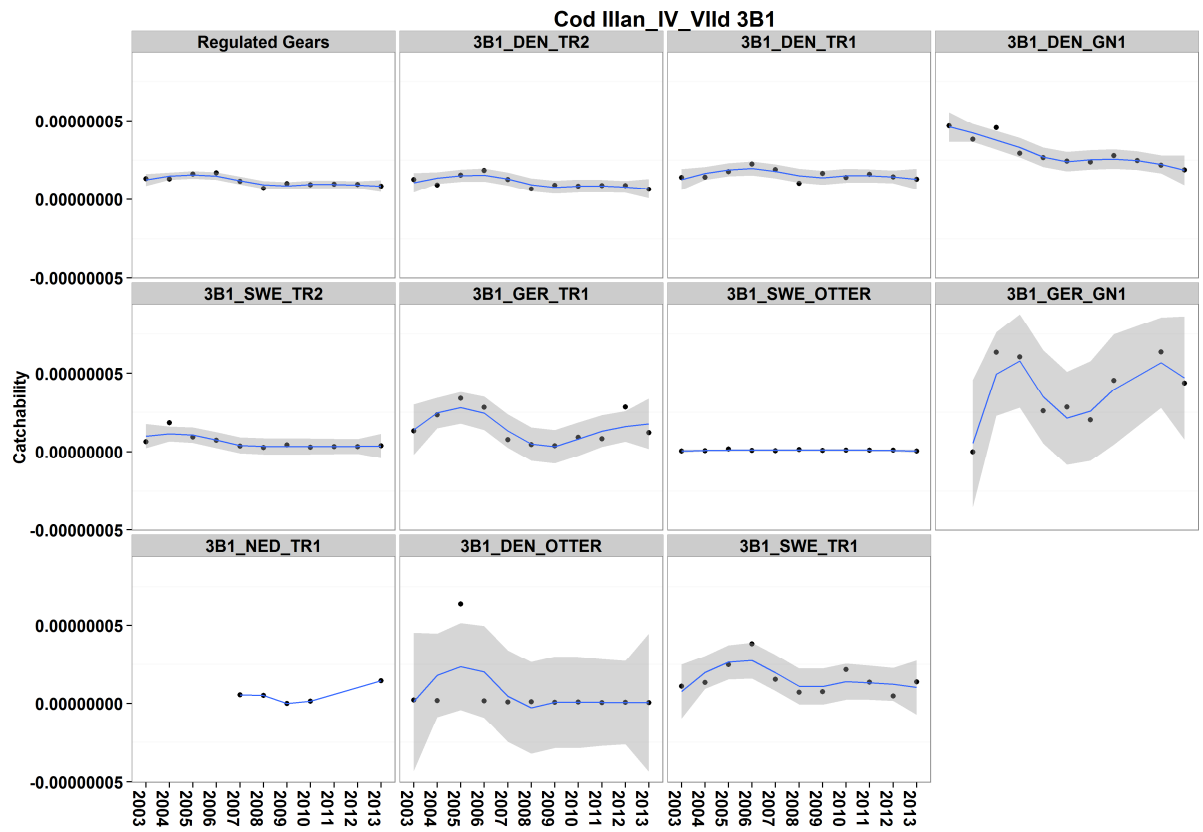 Cod IIIan_IV_VIId 3B1
Regulated Gears
3B1_DEN_TR2
3B1_DEN_TR1
3B1_DEN_GN1
0.00000005
0.00000000
-0.00000005
3B1_SWE_TR2
3B1_GER_TR1
3B1_SWE_OTTER
3B1_GER_GN1
Catchability
0.00000005
0.00000000
-0.00000005
3B1_NED_TR1
3B1_DEN_OTTER
3B1_SWE_TR1
0.00000005
0.00000000
-0.00000005
2003 2004 2005 2006 2007 2008 2009 2010 2011 2012 2013
2003 2004 2005 2006 2007 2008 2009 2010 2011 2012 2013
2003 2004 2005 2006 2007 2008 2009 2010 2011 2012 2013